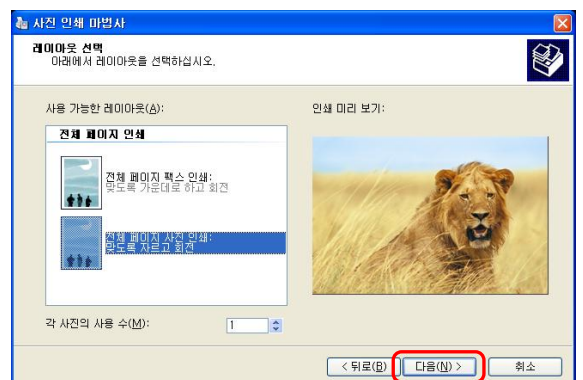 사진 인쇄 마법사
레이아웃 선택
아래에서 레이아웃을 선택하십시오.
사용 가능한 레이아웃(A):
인쇄 미리 보기:
전체 페이지 인쇄
전체 페이지 팩스 인쇄:
맞도록 가운데로 하고 회전
전체 페이지 사진 인쇄:
맞도록 자르고 회전
각 사진의 사용 수(M):
1
< 뒤로(B)
다음(N) >
취소